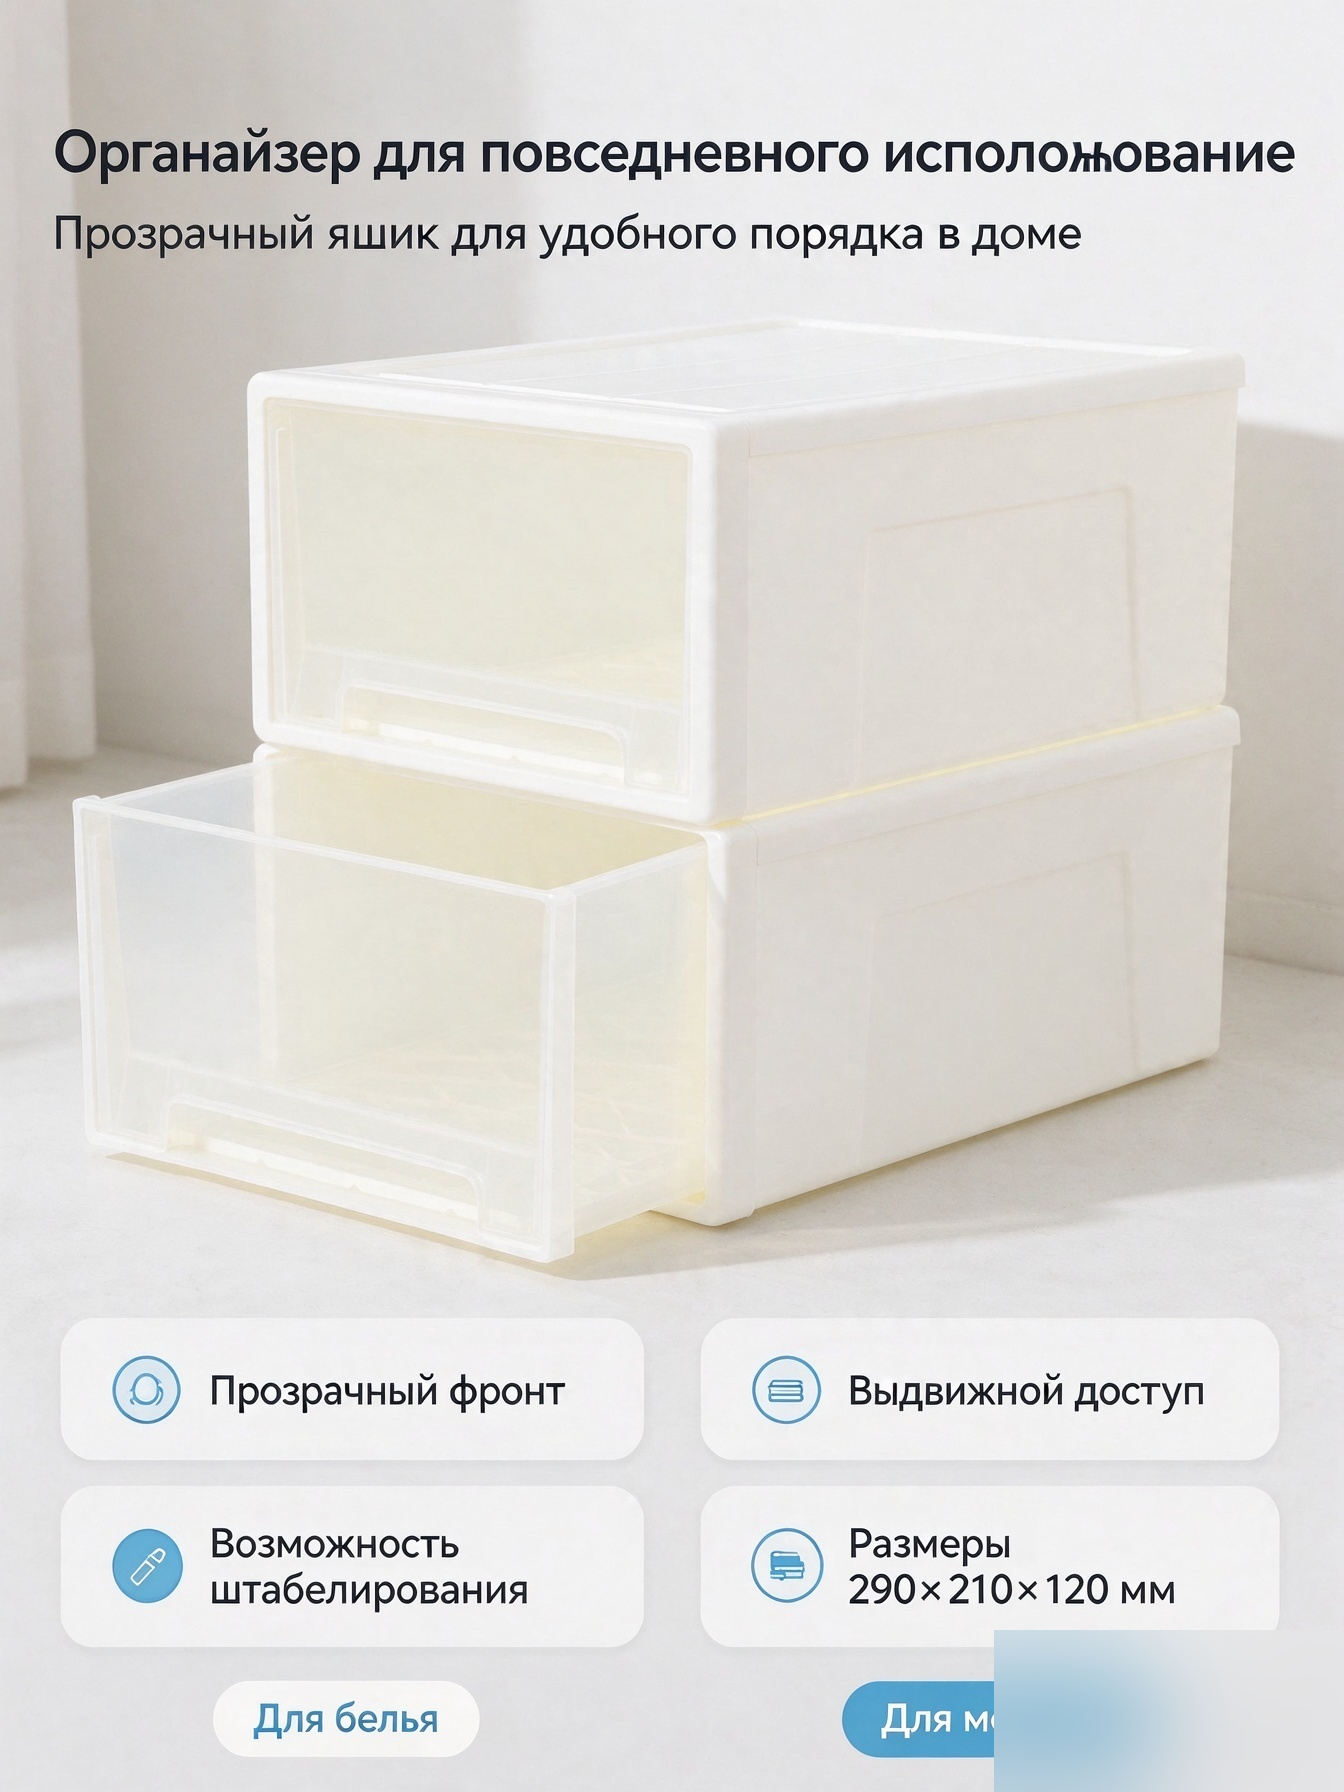 Органайзер для повседневного
Прозрачный яшик для удобного порядка в доме
Прозрачный фронт
Выдвижной доступ
Возможность
штабелирования
Размеры
290×210×120 мм
Для белья
Для